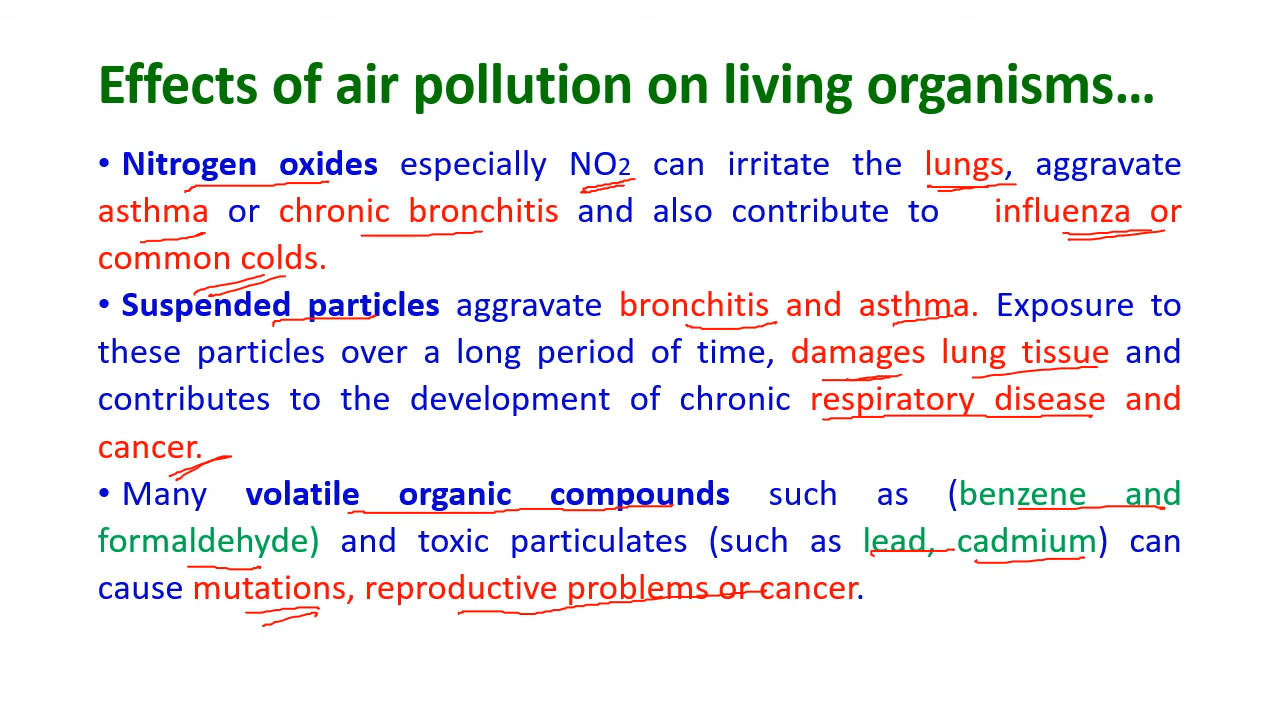 Effects of air pollution on living organisms…
• Nitrogen oxides especially NO2 can irritate the lungs, aggravate
asthma or chronic bronchitis and also contribute to influenza or
common colds.
• Suspended particles aggravate bronchitis and asthma. Exposure to
these particles over a long period of time, damages lung tissue and
contributes to the development of chronic respiratory disease and
cancer.
• Many volatile organic compounds such as (benzene and
formaldehyde) and toxic particulates (such as lead, cadmium) can
cause mutations, reproductive problems or cancer.